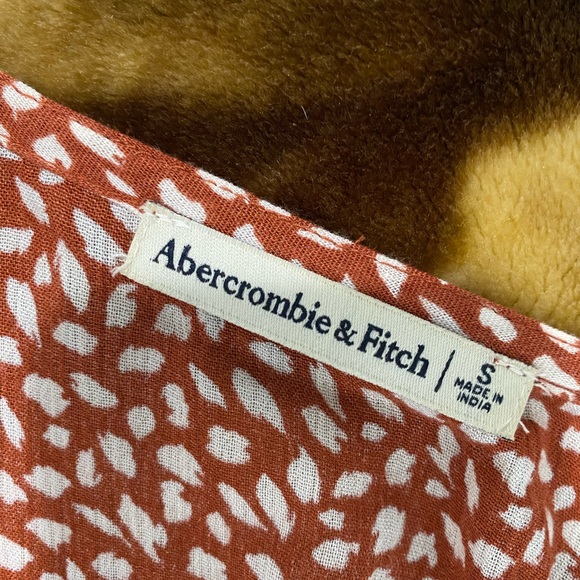 Abercrombie & Fitch | S
MADE IN
INDIA